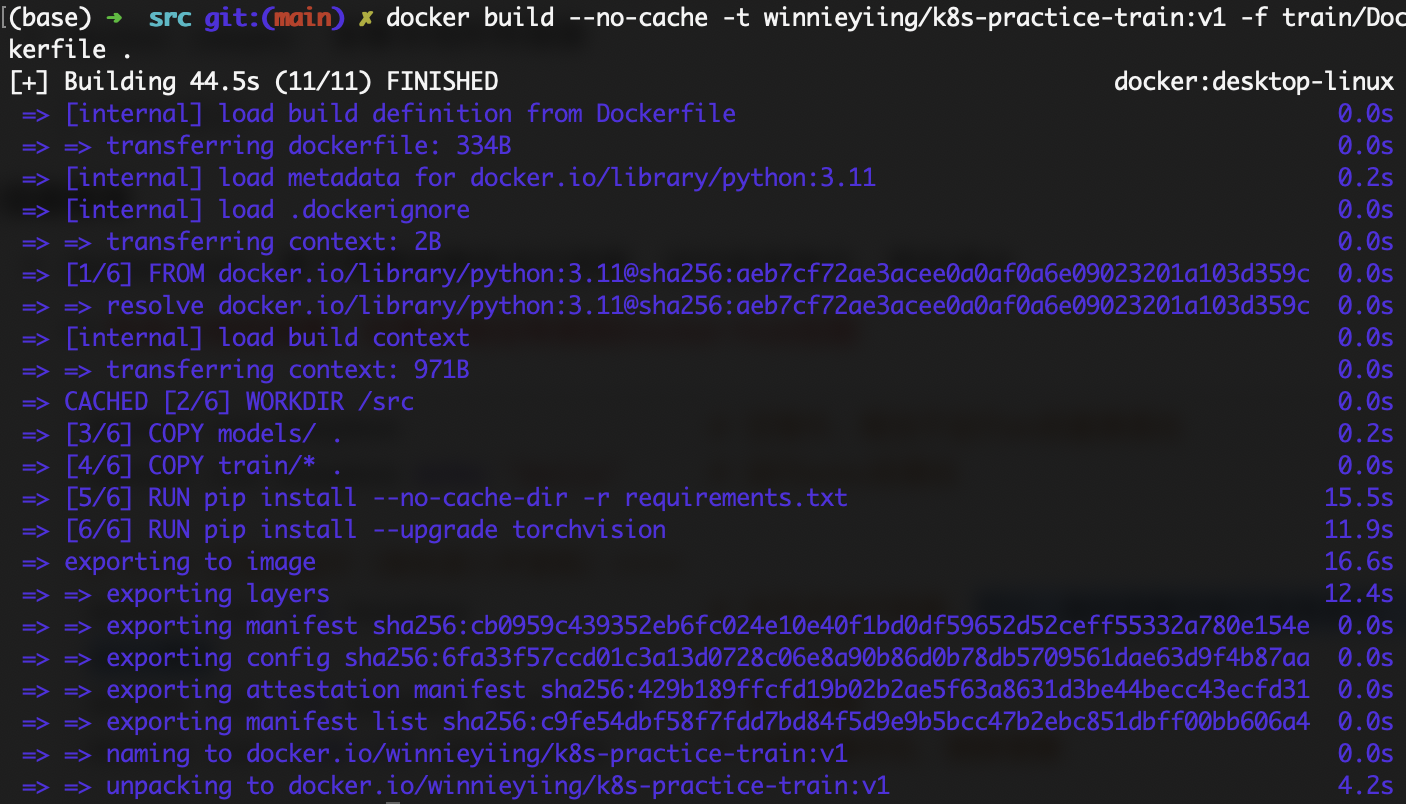 (base) ➜  src git:(main) ✗ docker build --no-cache -t winnieyiing/k8s-practice-train:v1 -f train/Doc
kerfile .
[+] Building 44.5s (11/11) FINISHED docker:desktop-linux
=> [internal] load build definition from Dockerfile 0.0s
=> => transferring dockerfile: 334B 0.0s
=> [internal] load metadata for docker.io/library/python:3.11 0.2s
=> [internal] load .dockerignore 0.0s
=> => transferring context: 2B 0.0s
=> [1/6] FROM docker.io/library/python:3.11@sha256:aeb7cf72ae3acee0a0af0a6e09023201a103d359c 0.0s
=> => resolve docker.io/library/python:3.11@sha256:aeb7cf72ae3acee0a0af0a6e09023201a103d359c 0.0s
=> [internal] load build context 0.0s
=> => transferring context: 971B 0.0s
=> CACHED [2/6] WORKDIR /src 0.0s
=> [3/6] COPY models/ . 0.2s
=> [4/6] COPY train/* . 0.0s
=> [5/6] RUN pip install --no-cache-dir -r requirements.txt 15.5s
=> [6/6] RUN pip install --upgrade torchvision 11.9s
=> exporting to image 16.6s
=> => exporting layers 12.4s
=> => exporting manifest sha256:cb0959c439352eb6fc024e10e40f1bd0df59652d52ceff55332a780e154e 0.0s
=> => exporting config sha256:6fa33f57ccd01c3a13d0728c06e8a90b86d0b78db5709561dae63d9f4b87aa 0.0s
=> => exporting attestation manifest sha256:429b189ffcfd19b02b2ae5f63a8631d3be44becc43ecfd31 0.0s
=> => exporting manifest list sha256:c9fe54dbf58f7fdd7bd84f5d9e9b5bcc47b2ebc851dbff00bb606a4 0.0s
=> => naming to docker.io/winnieyiing/k8s-practice-train:v1 0.0s
=> => unpacking to docker.io/winnieyiing/k8s-practice-train:v1 4.2s